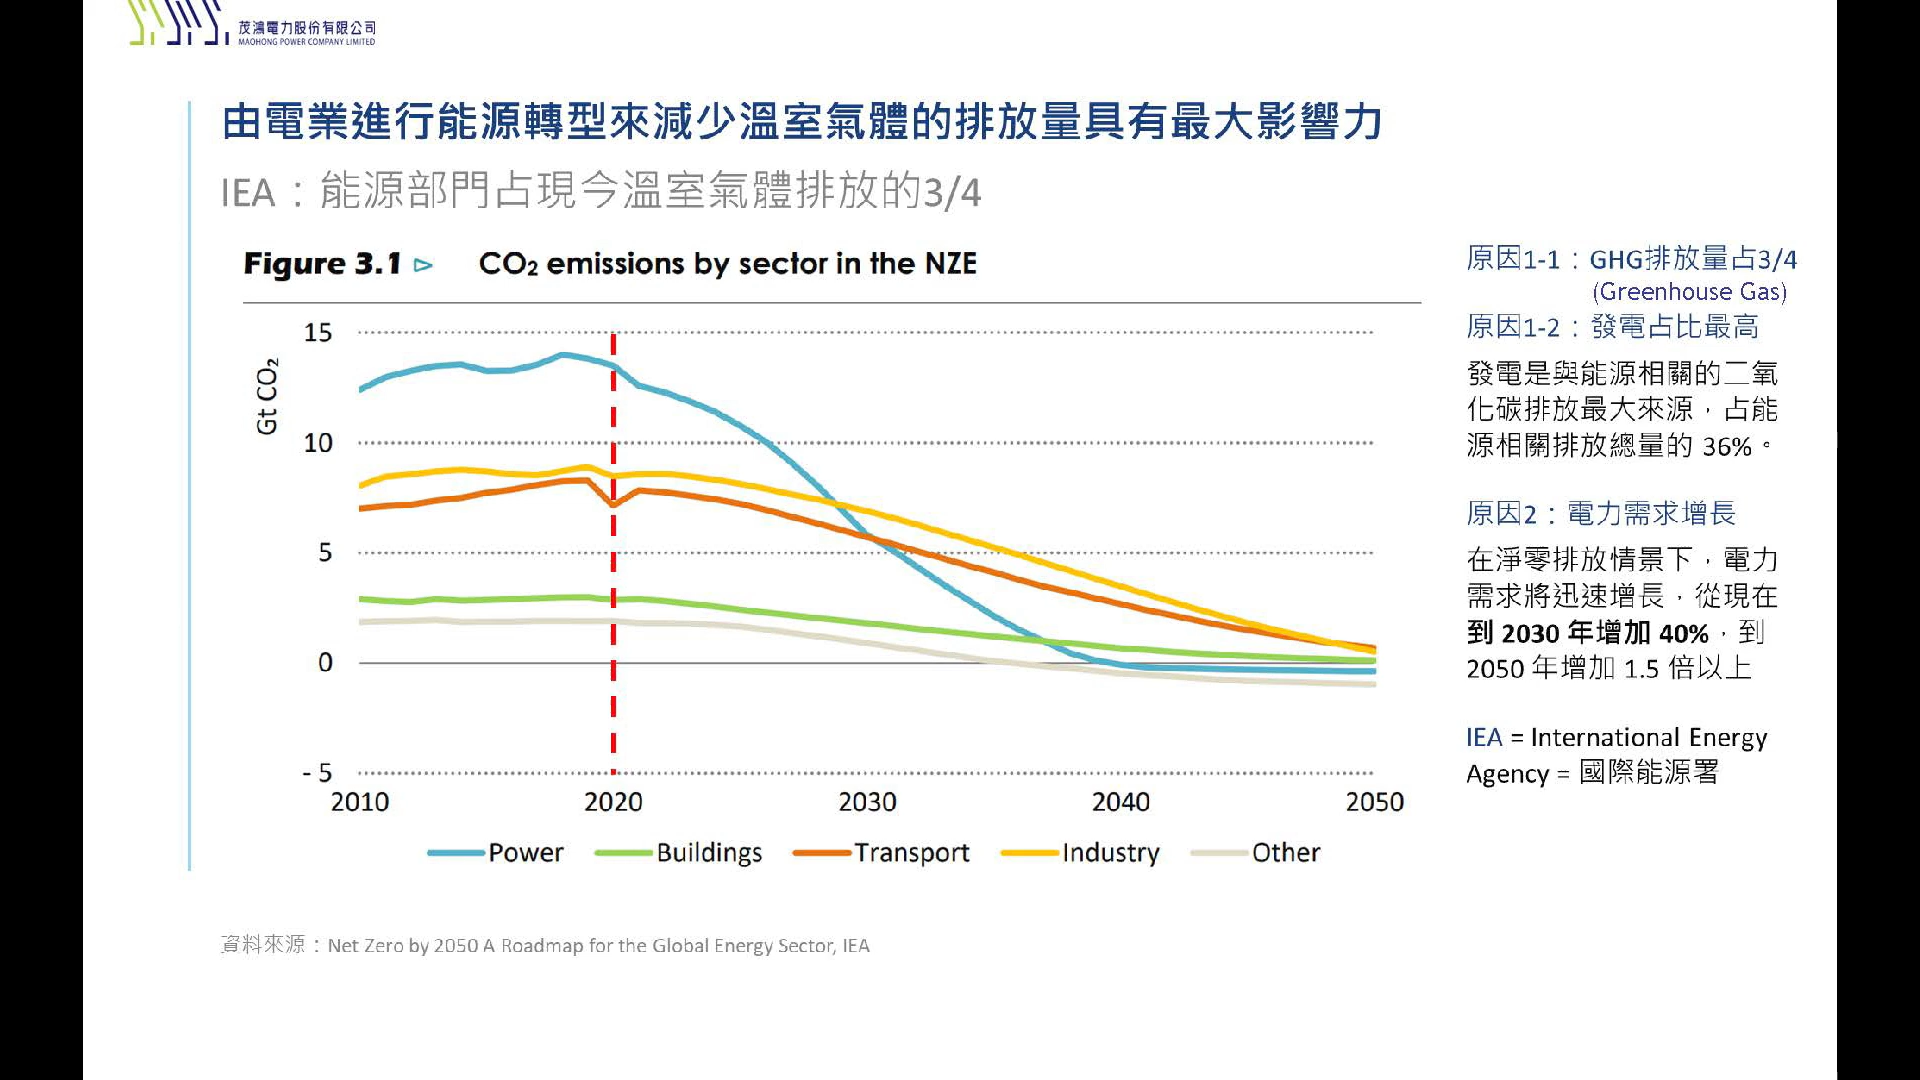 茂鴻電力股份有限公司
MAOHONG POWER COMPANY LIMITED
由電業進行能源轉型來減少溫室氣體的排放量具有最大影響力
IEA：能源部門占現今溫室氣體排放的3/4
Figure 3.1 ▷ CO₂ emissions by sector in the NZE
Gt CO₂
15
10
5
0
- 5
2010 2020 2030 2040 2050
Power Buildings Transport Industry Other
原因1-1：GHG排放量占3/4
(Greenhouse Gas)
原因1-2：發電占比最高
發電是與能源相關的二氧
化碳排放最大來源，占能
源相關排放總量的 36%。
原因2：電力需求增長
在淨零排放情景下，電力
需求將迅速增長，從現在
到 2030 年增加 40%，到
2050 年增加 1.5 倍以上
IEA = International Energy
Agency = 國際能源署
資料來源：Net Zero by 2050 A Roadmap for the Global Energy Sector, IEA